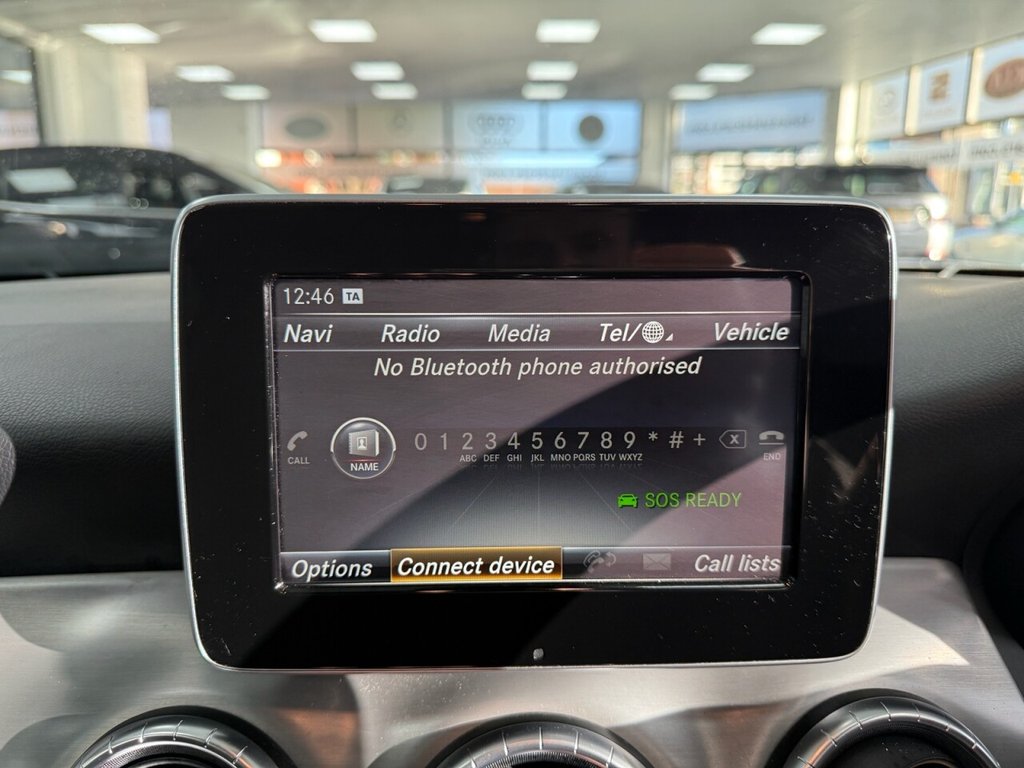 12:46 TA
Navi Radio Media Tel/ Vehicle
No Bluetooth phone authorised
0 1 2 3 4 5 6 7 8 9 * # + X
ABC DEF GHI JKL MNO PQRS TUV WXYZ
CALL NAME END
SOS READY
Options Connect device Call lists